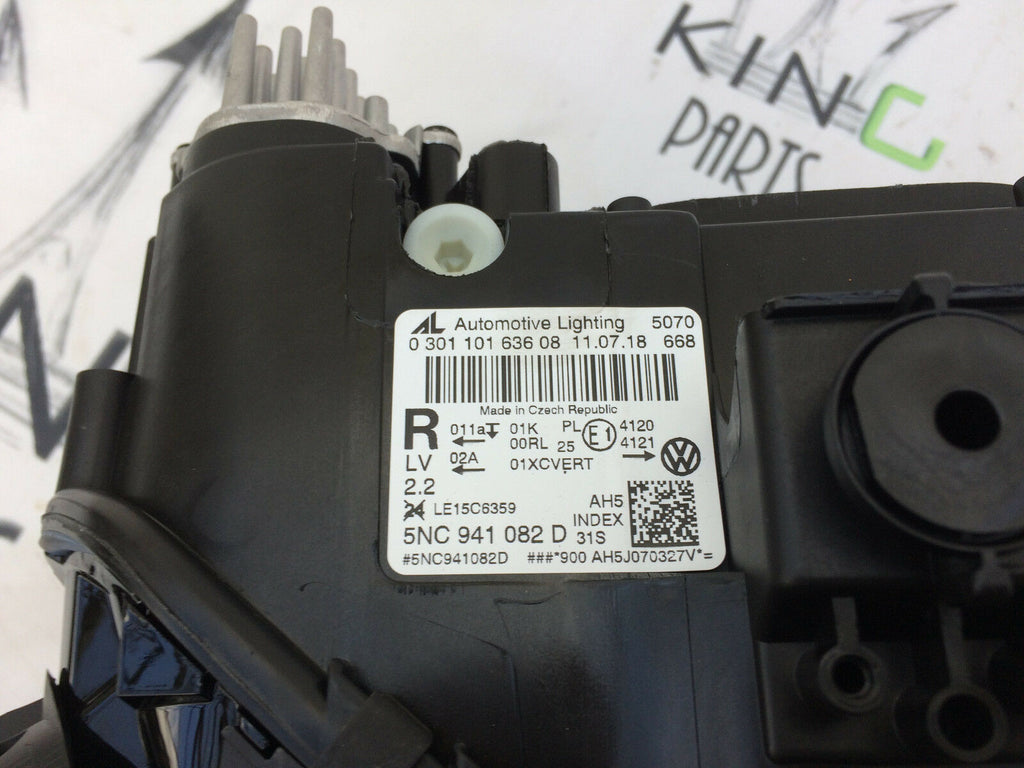 KING
PARTS
AL Automotive Lighting 5070
0 301 101 636 08 11.07.18 668
Made in Czech Republic
R 011a 01K PL E1 4120
00RL 25 4121
LV 02A 01XCVERT
2.2
24 LE15C6359 AH5
INDEX
5NC 941 082 D 31S
#5NC941082D ###*900 AH5J070327V*=